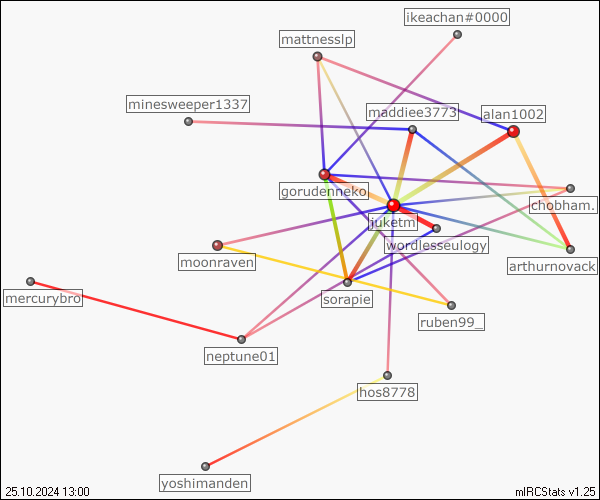 ikeachan#0000
mattnesslp
minesweeper1337
maddiee3773
alan1002
gorudenneko
chobham.
juketm
wordlesseulogy
moonraven
arthurnovack
mercurybro
sorapie
ruben99_
neptune01
hos8778
yoshimanden
25.10.2024 13:00
mIRCStats v1.25